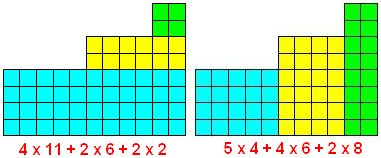 4 x 11 + 2 x 6 + 2 x 2
5 x 4 + 4 x 6 + 2 x 8